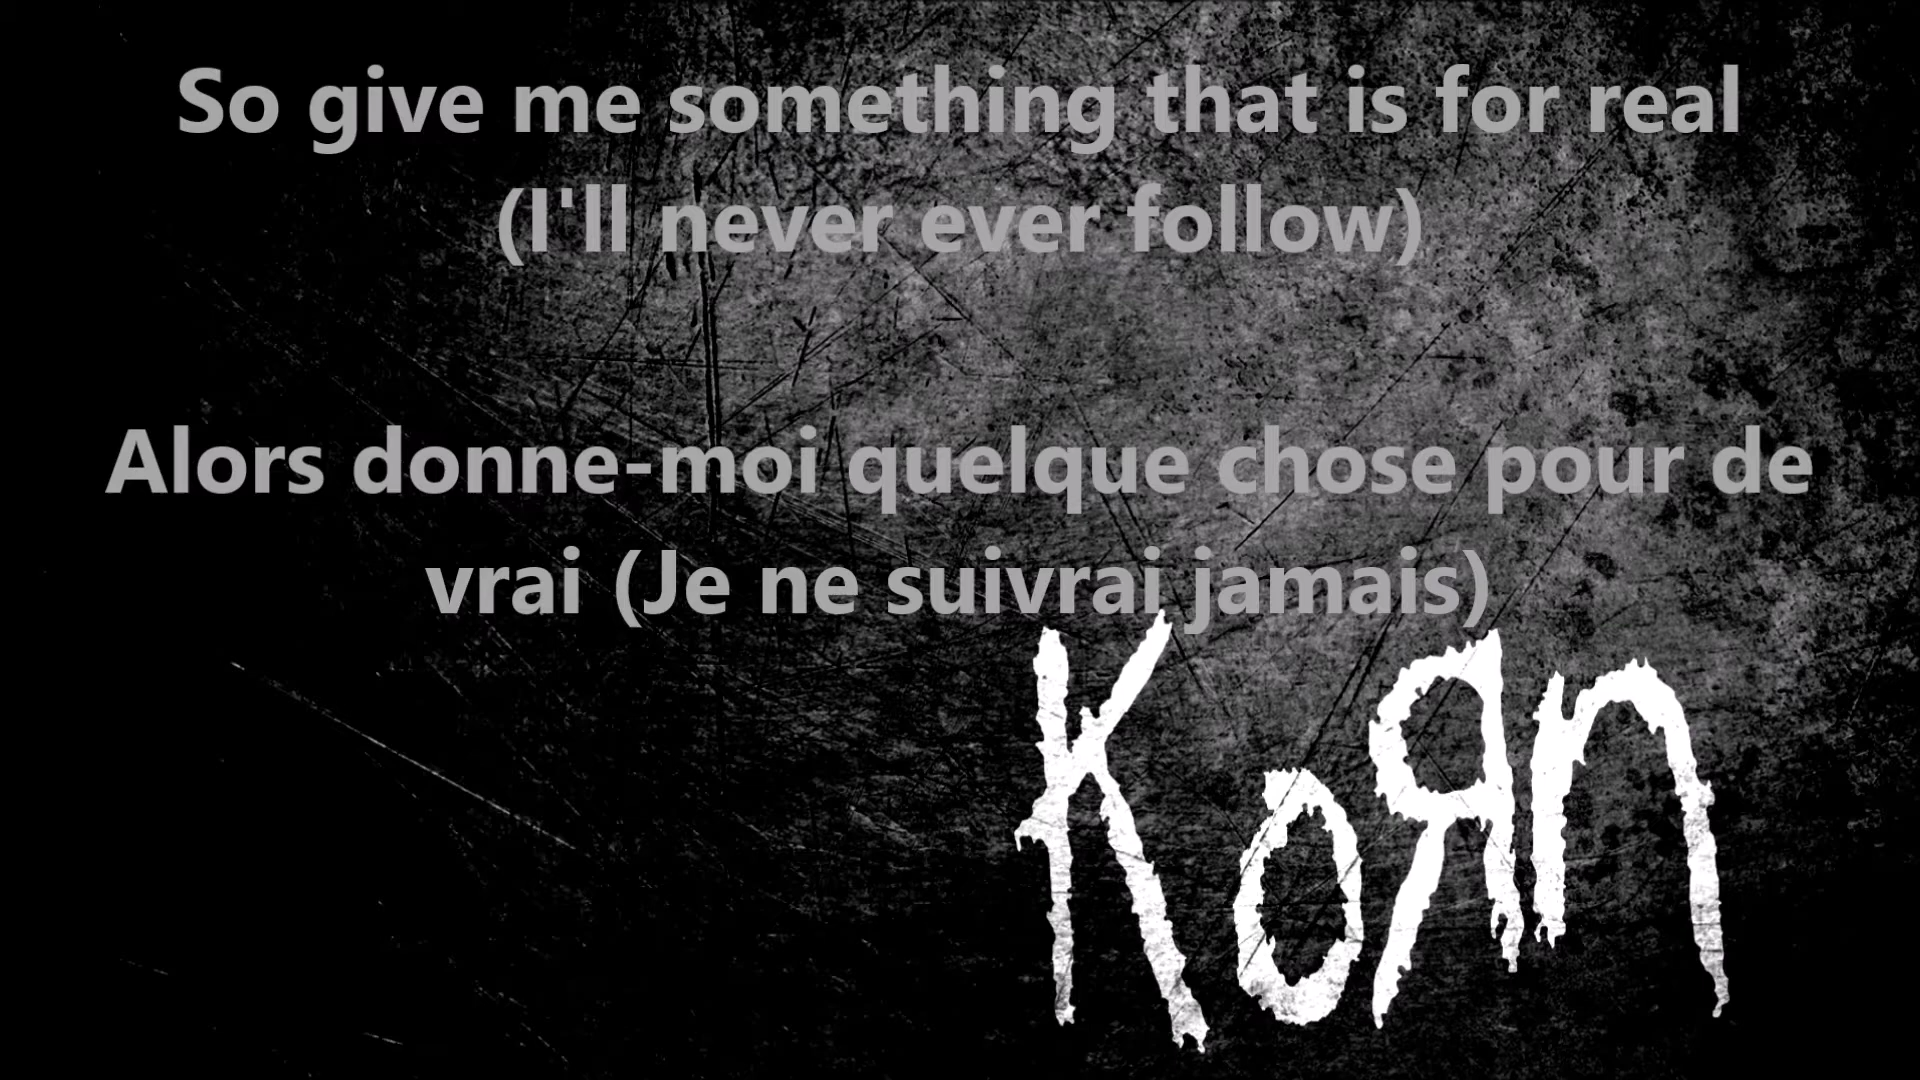 So give me something that is for real
(I'll never ever follow)
Alors donne-moi quelque chose pour de
vrai (Je ne suivrai jamais)
KoЯn